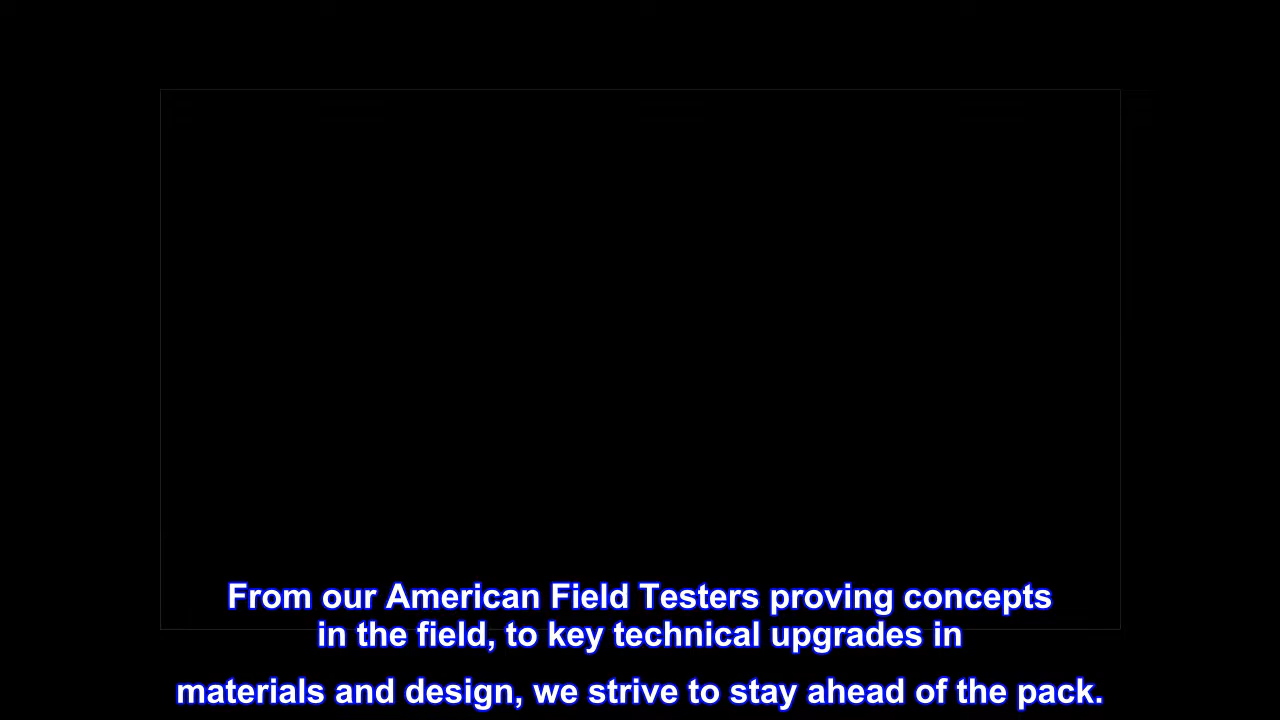 From our American Field Testers proving concepts
in the field, to key technical upgrades in
materials and design, we strive to stay ahead of the pack.